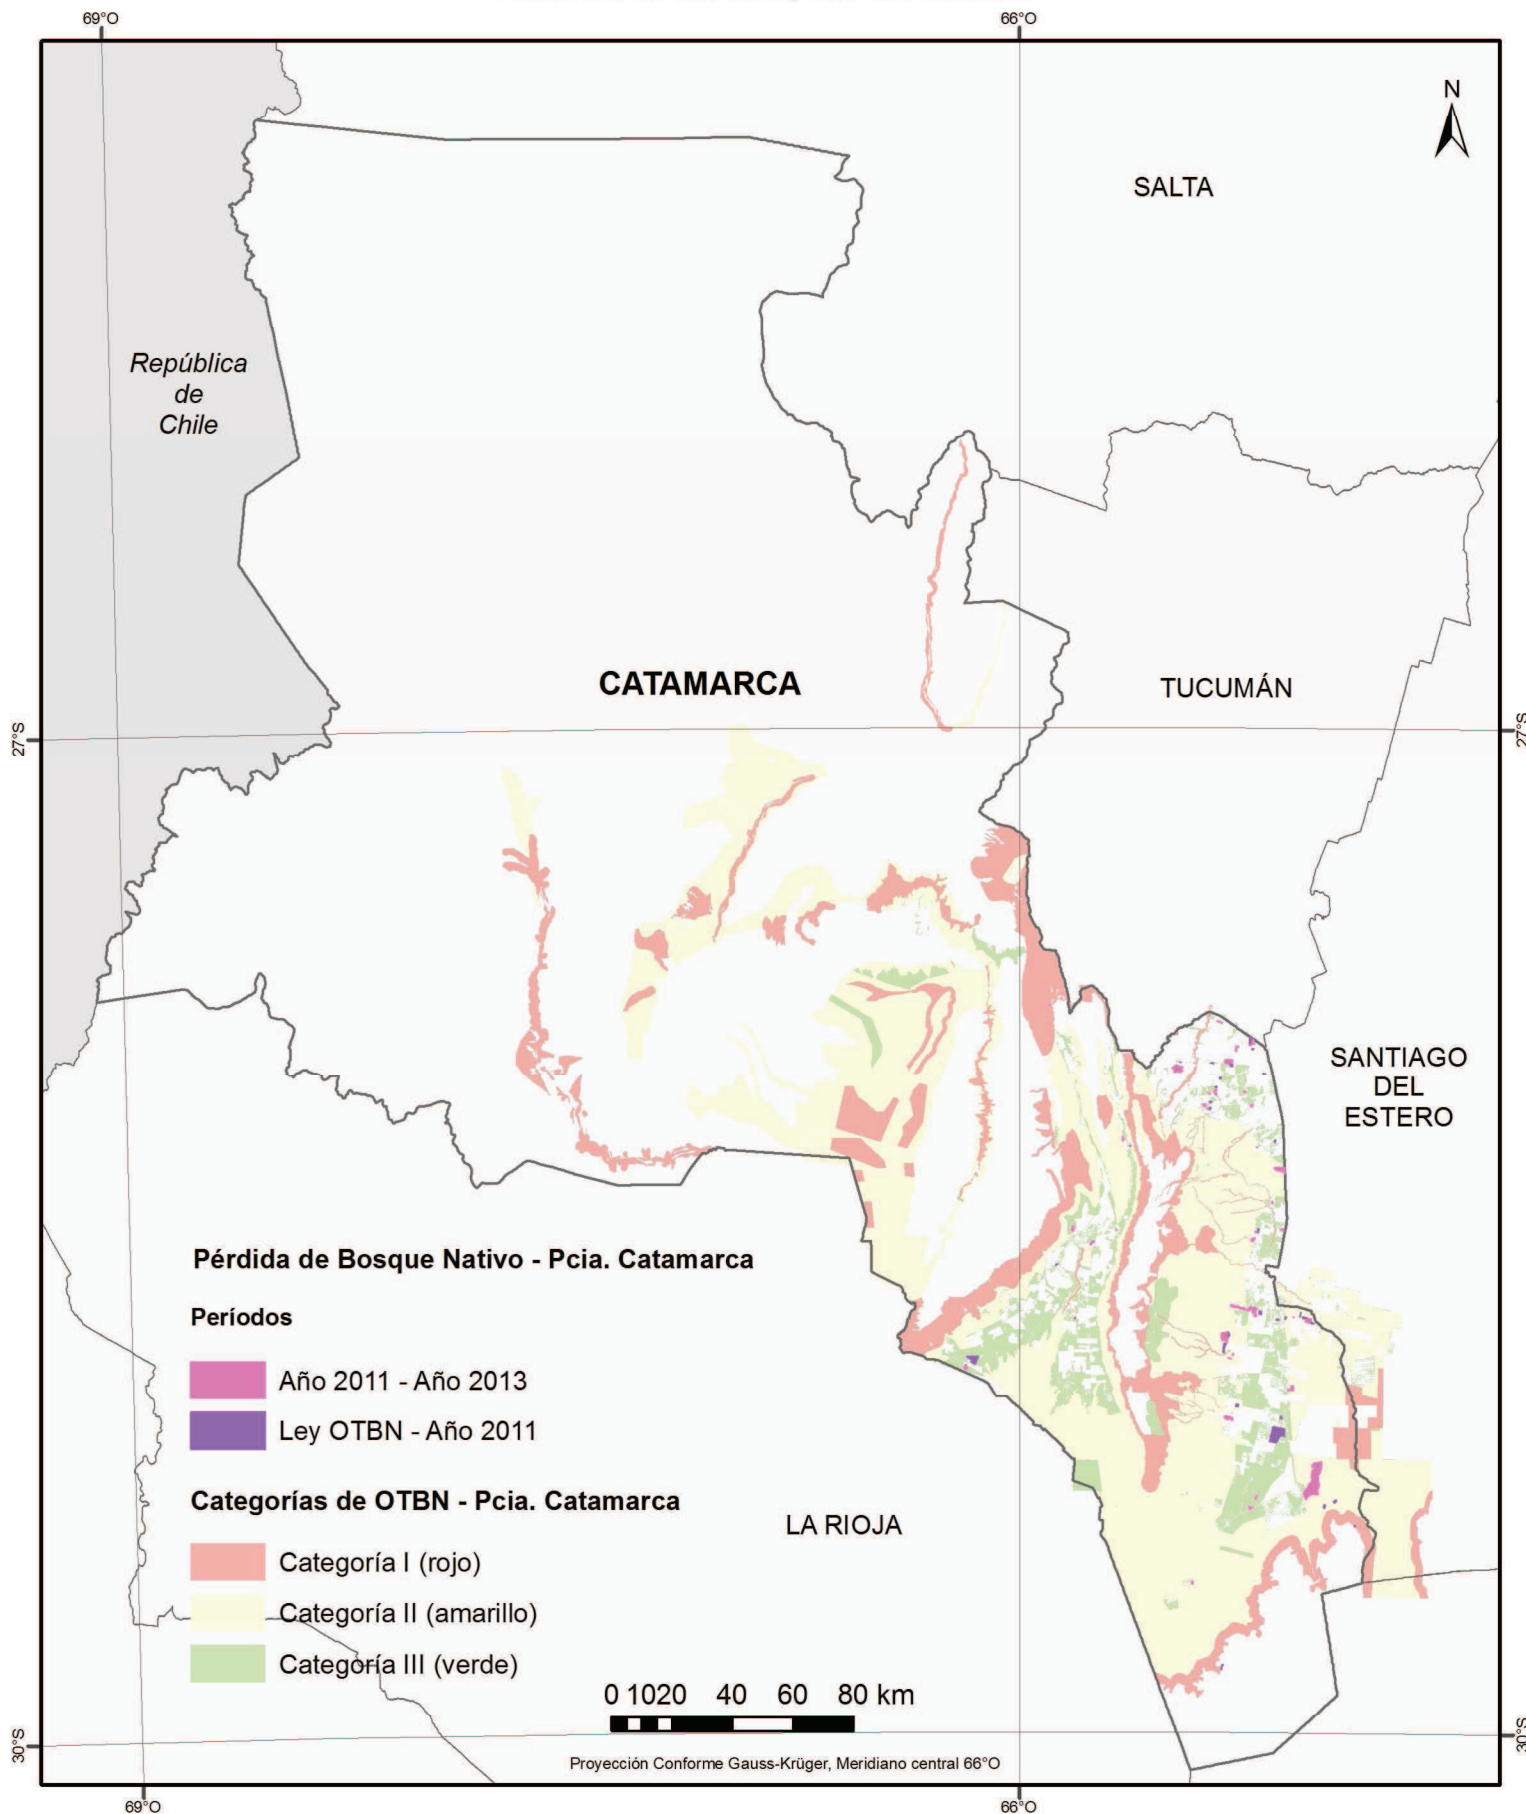 69°O
66°O
N
SALTA
República
de
Chile
CATAMARCA
TUCUMÁN
27°S
27°S
SANTIAGO
DEL
ESTERO
Pérdida de Bosque Nativo - Pcia. Catamarca
Períodos
Año 2011 - Año 2013
Ley OTBN - Año 2011
Categorías de OTBN - Pcia. Catamarca
Categoría I (rojo)
Categoría II (amarillo)
Categoría III (verde)
LA RIOJA
0 1020 40 60 80 km
Proyección Conforme Gauss-Krüger, Meridiano central 66°O
30°S
30°S
69°O
66°O